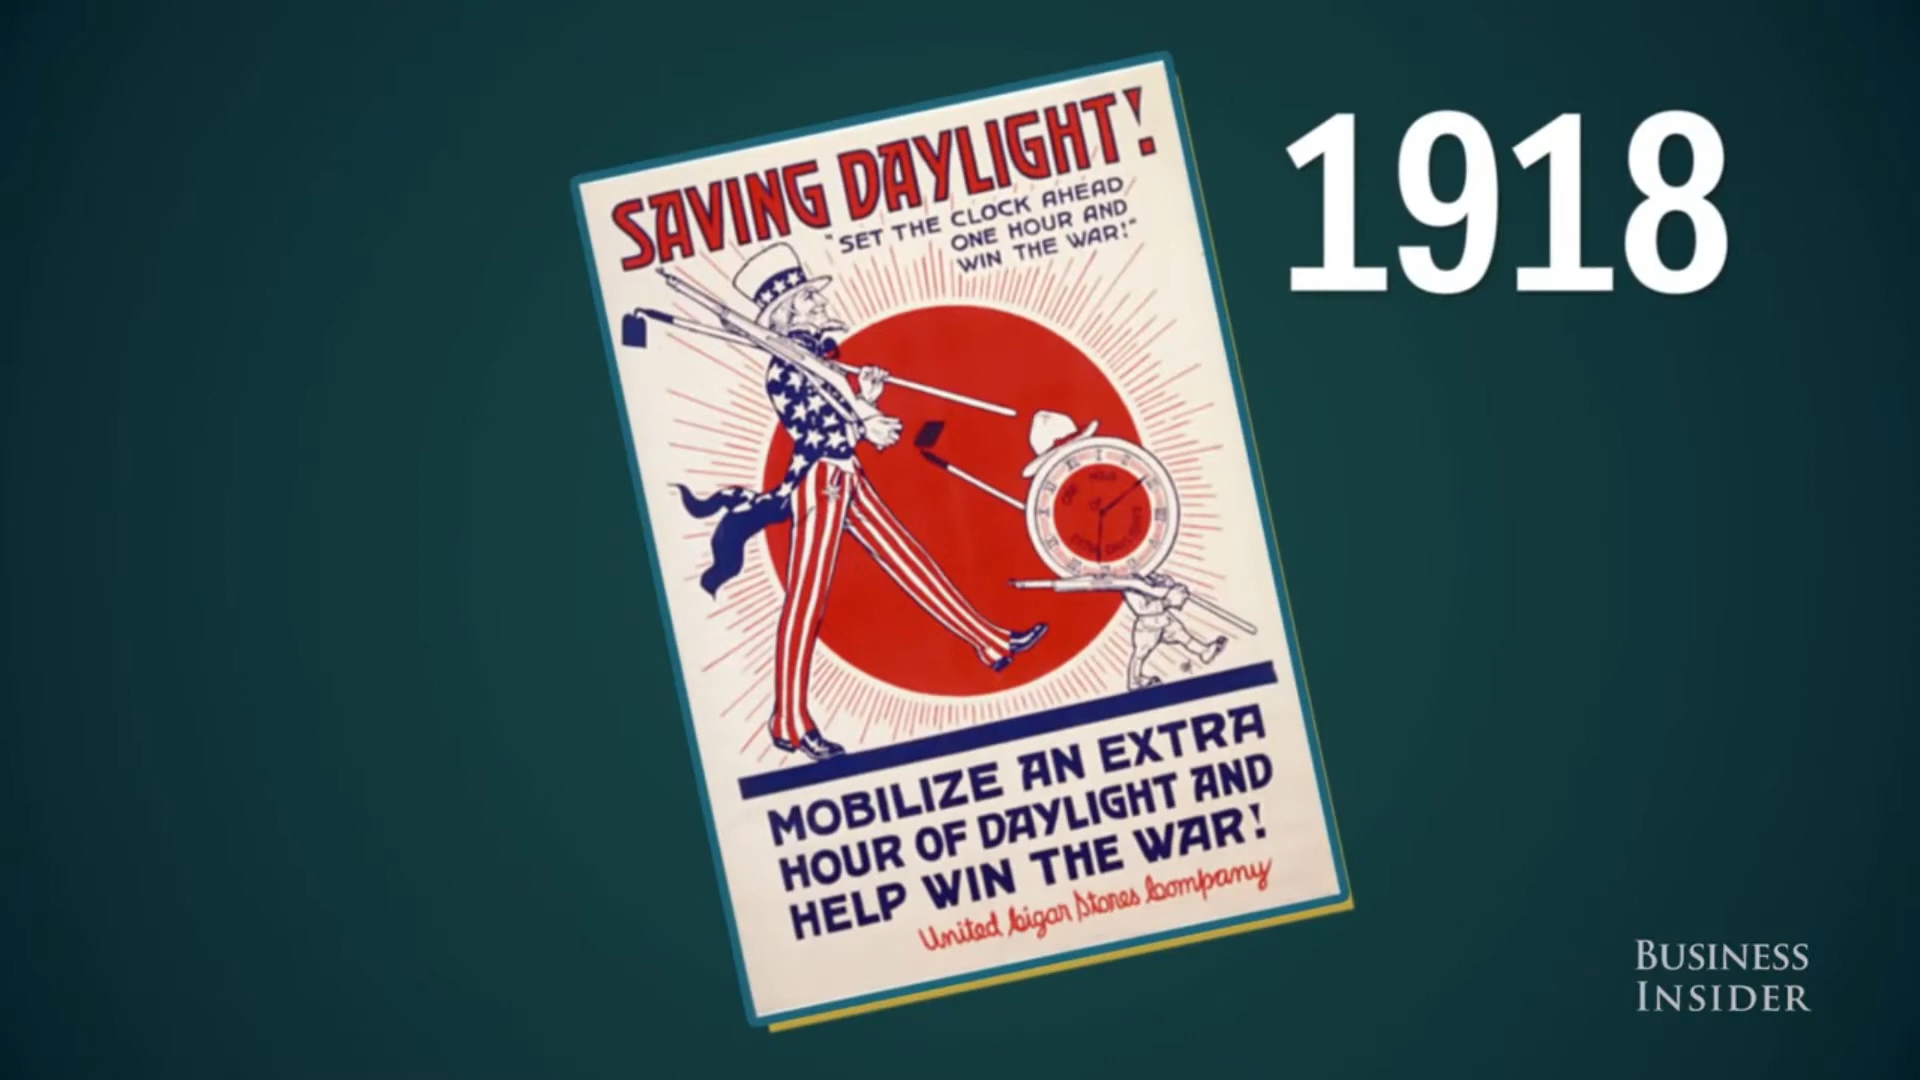 SAVING DAYLIGHT!
"SET THE CLOCK AHEAD
ONE HOUR AND
WIN THE WAR!"
MOBILIZE AN EXTRA
HOUR OF DAYLIGHT AND
HELP WIN THE WAR!
United Cigar Stores Company
1918
BUSINESS
INSIDER